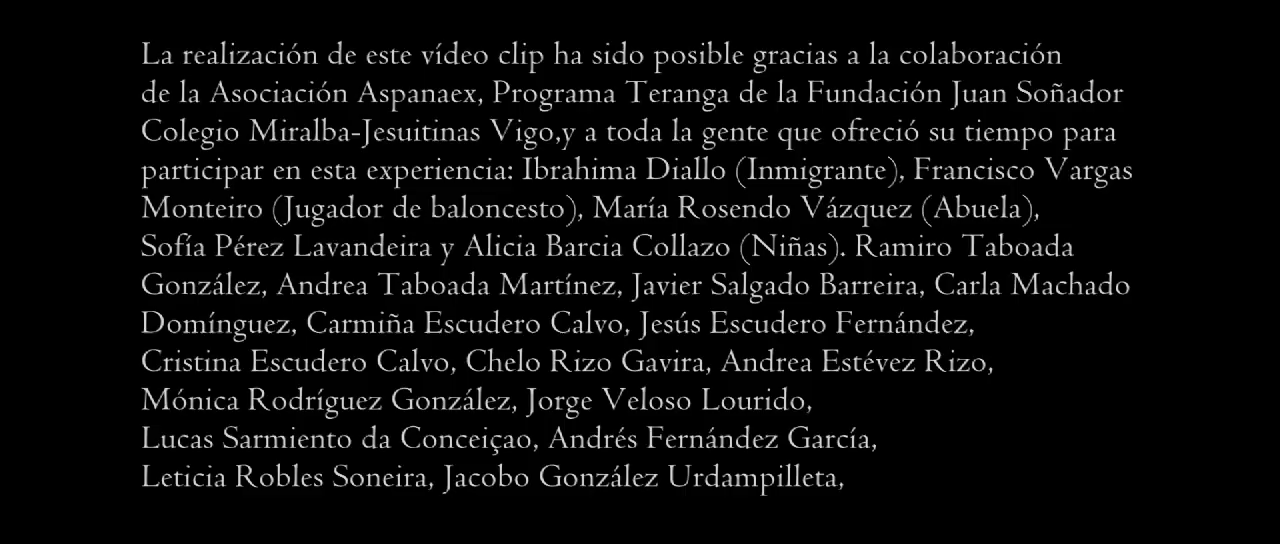 La realización de este vídeo clip ha sido posible gracias a la colaboración
de la Asociación Aspanaex, Programa Teranga de la Fundación Juan Soñador
Colegio Miralba-Jesuitinas Vigo,y a toda la gente que ofreció su tiempo para
participar en esta experiencia: Ibrahima Diallo (Inmigrante), Francisco Vargas
Monteiro (Jugador de baloncesto), María Rosendo Vázquez (Abuela),
Sofía Pérez Lavandeira y Alicia Barcia Collazo (Niñas). Ramiro Taboada
González, Andrea Taboada Martínez, Javier Salgado Barreira, Carla Machado
Domínguez, Carmiña Escudero Calvo, Jesús Escudero Fernández,
Cristina Escudero Calvo, Chelo Rizo Gavira, Andrea Estévez Rizo,
Mónica Rodríguez González, Jorge Veloso Lourido,
Lucas Sarmiento da Conceiçao, Andrés Fernández García,
Leticia Robles Soneira, Jacobo González Urdampilleta,